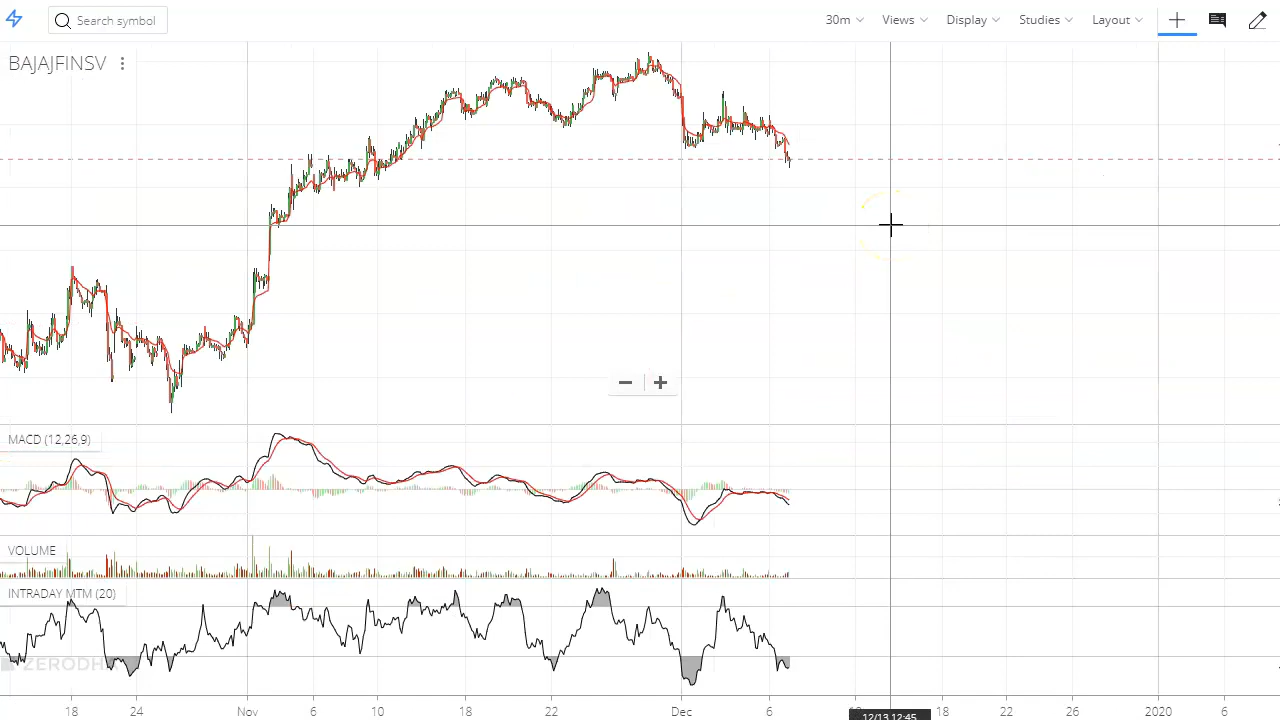 Search symbol
30m Views Display Studies Layout
BAJAJFINSV
MACD (12,26,9)
VOLUME
INTRADAY MTM (20)
ZERODHA
18 24 Nov 6 10 18 22 Dec 6 18 22 26 2020 6
12/13 12:45